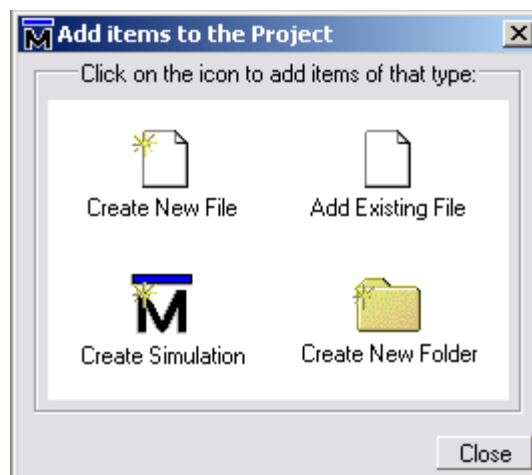 Add items to the Project
Click on the icon to add items of that type:
Create New File
Add Existing File
Create Simulation
Create New Folder
Close